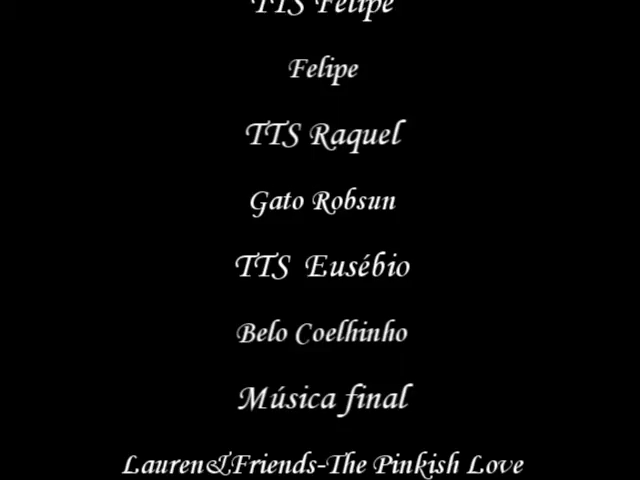 TTS Felipe
Felipe
TTS Raquel
Gato Robsun
TTS Eusébio
Belo Coelhinho
Música final
Lauren&Friends-The Pinkish Love